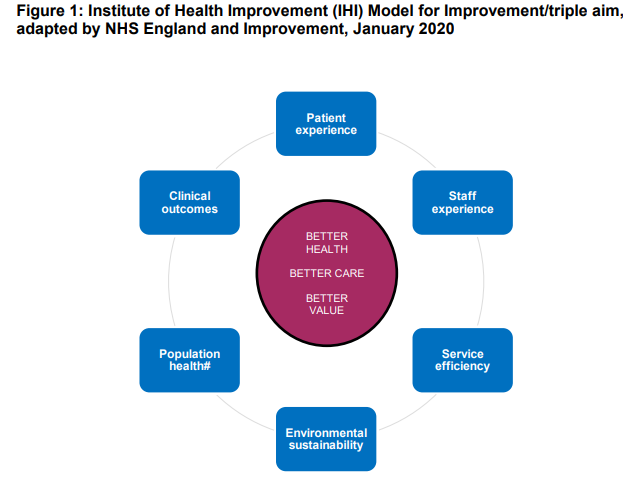 Figure 1: Institute of Health Improvement (IHI) Model for Improvement/triple aim,
adapted by NHS England and Improvement, January 2020
Patient
experience
Clinical
outcomes
Staff
experience
BETTER
HEALTH
BETTER CARE
BETTER
VALUE
Population
health#
Service
efficiency
Environmental
sustainability